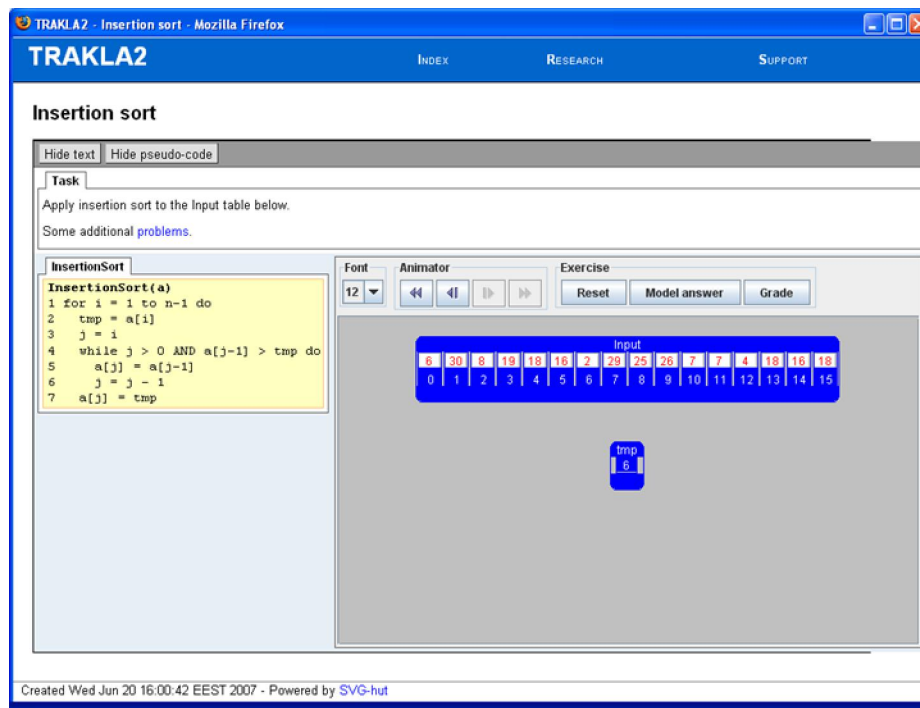 TRAKLA2 - Insertion sort - Mozilla Firefox
TRAKLA2 INDEX RESEARCH SUPPORT
Insertion sort
Hide text Hide pseudo-code
Task
Apply insertion sort to the Input table below.
Some additional problems.
InsertionSort
InsertionSort(a)
1 for i = 1 to n-1 do
2 tmp = a[i]
3 j = i
4 while j > 0 AND a[j-1] > tmp do
5 a[j] = a[j-1]
6 j = j - 1
7 a[j] = tmp
Font Animator Exercise
12 Reset Model answer Grade
Input
6 30 8 19 18 16 2 29 25 26 7 7 4 18 16 18
0 1 2 3 4 5 6 7 8 9 10 11 12 13 14 15
tmp
6
Created Wed Jun 20 16:00:42 EEST 2007 - Powered by SVG-hut